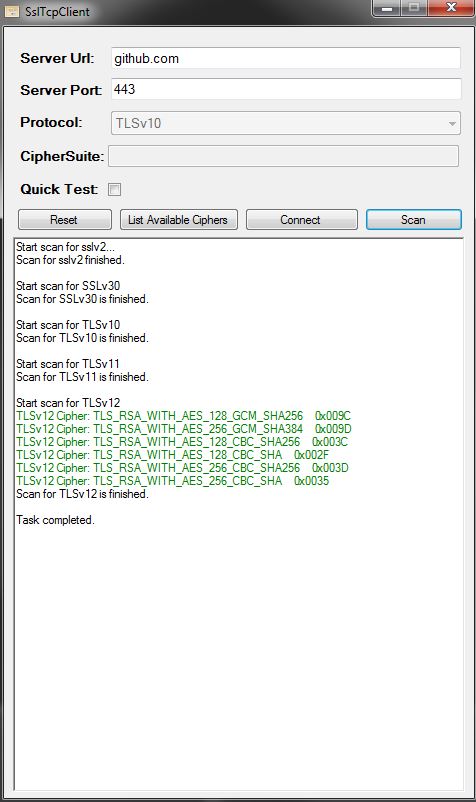 SslTcpClient
Server Url: github.com
Server Port: 443
Protocol: TLSv10
CipherSuite:
Quick Test:
Reset List Available Ciphers Connect Scan
Start scan for sslv2...
Scan for sslv2 finished.
Start scan for SSLv30
Scan for SSLv30 is finished.
Start scan for TLSv10
Scan for TLSv10 is finished.
Start scan for TLSv11
Scan for TLSv11 is finished.
Start scan for TLSv12
TLSv12 Cipher: TLS_RSA_WITH_AES_128_GCM_SHA256 0x009C
TLSv12 Cipher: TLS_RSA_WITH_AES_256_GCM_SHA384 0x009D
TLSv12 Cipher: TLS_RSA_WITH_AES_128_CBC_SHA256 0x003C
TLSv12 Cipher: TLS_RSA_WITH_AES_128_CBC_SHA 0x002F
TLSv12 Cipher: TLS_RSA_WITH_AES_256_CBC_SHA256 0x003D
TLSv12 Cipher: TLS_RSA_WITH_AES_256_CBC_SHA 0x0035
Scan for TLSv12 is finished.
Task completed.